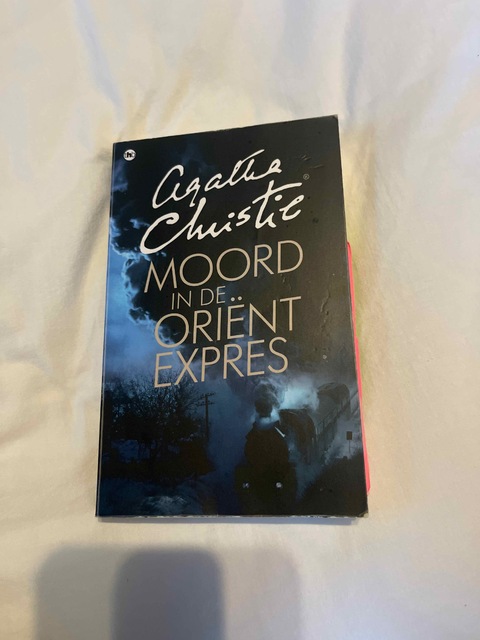 Agatha
Christie®
MOORD
IN DE
ORIËNT
EXPRES